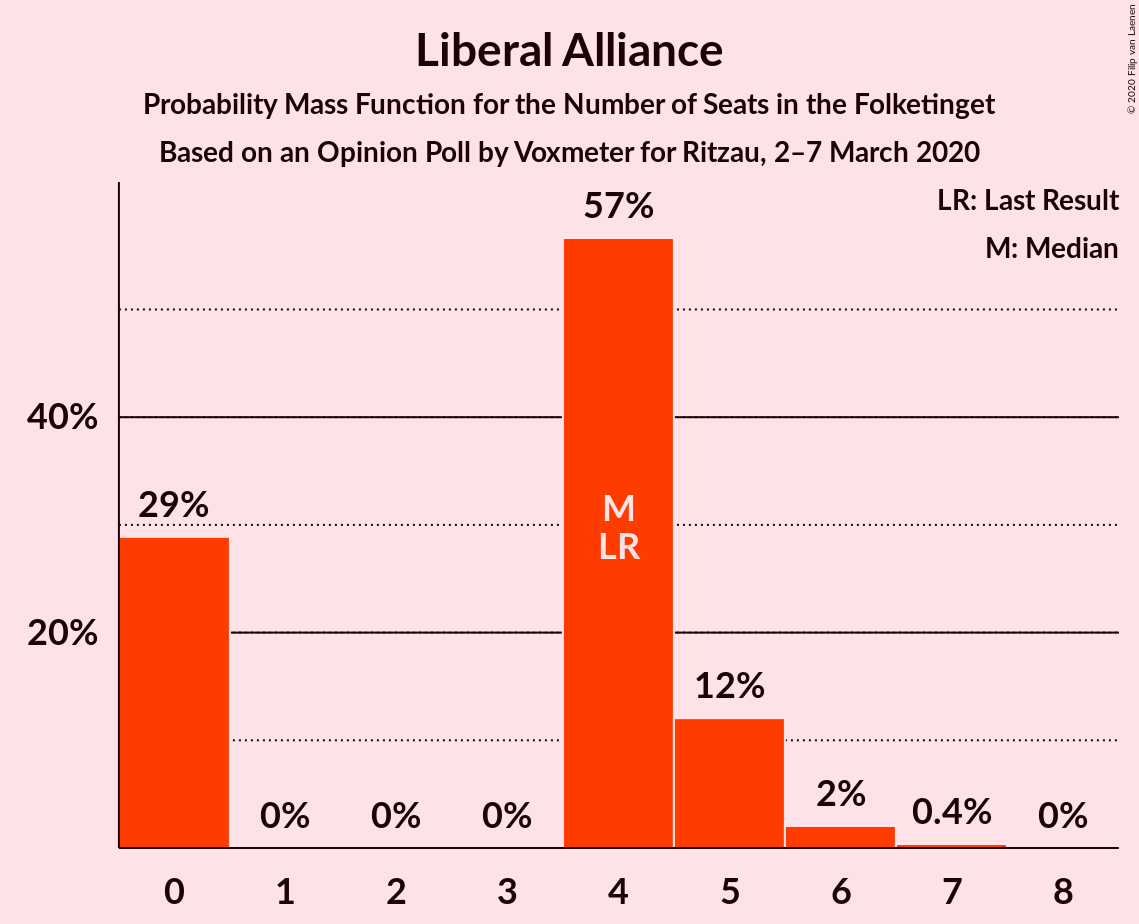 Liberal Alliance
Probability Mass Function for the Number of Seats in the Folketinget
Based on an Opinion Poll by Voxmeter for Ritzau, 2–7 March 2020
© 2020 Filip van Laenen
LR: Last Result
M: Median
40%
20%
29%
0%
0%
0%
57%
M
LR
12%
2%
0.4%
0%
0 1 2 3 4 5 6 7 8